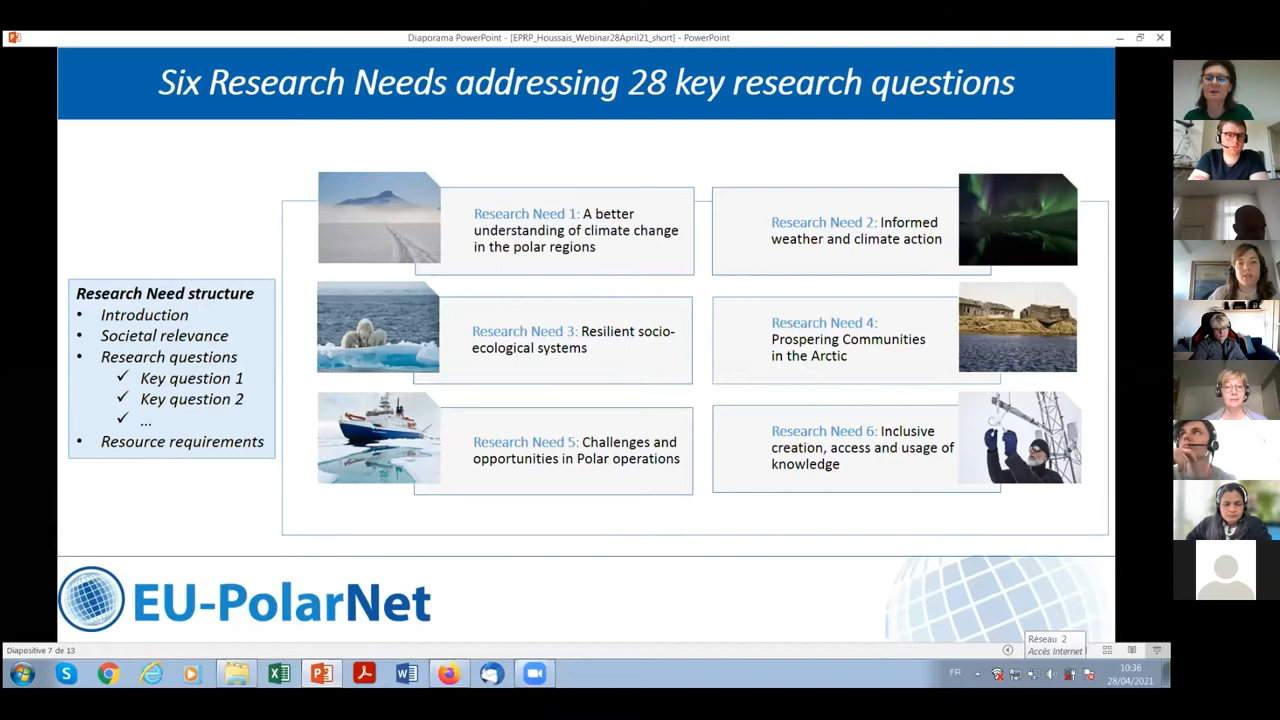 Diaporama PowerPoint - [EPRP_Houssais_Webinar28April21_short] - PowerPoint
Six Research Needs addressing 28 key research questions
Research Need structure
• Introduction
• Societal relevance
• Research questions
✓ Key question 1
✓ Key question 2
✓ ...
• Resource requirements
Research Need 1: A better
understanding of climate change
in the polar regions
Research Need 2: Informed
weather and climate action
Research Need 3: Resilient socio-
ecological systems
Research Need 4:
Prospering Communities
in the Arctic
Research Need 5: Challenges and
opportunities in Polar operations
Research Need 6: Inclusive
creation, access and usage of
knowledge
EU-PolarNet
Réseau 2
Accès Internet
Diapositive 7 de 13
FR
10:36
28/04/2021